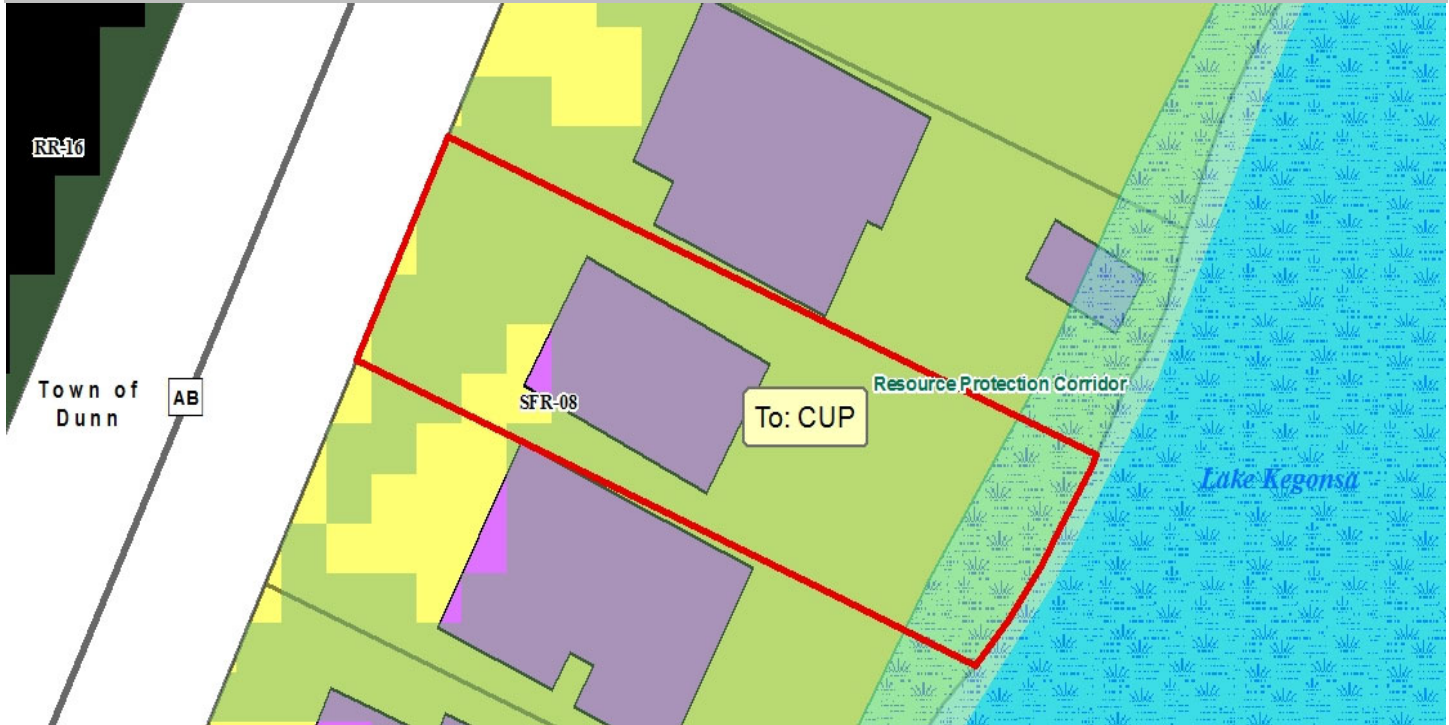 RR-16
Town of
Dunn
AB
SFR-08
To: CUP
Resource Protection Corridor
Lake Kegonsa